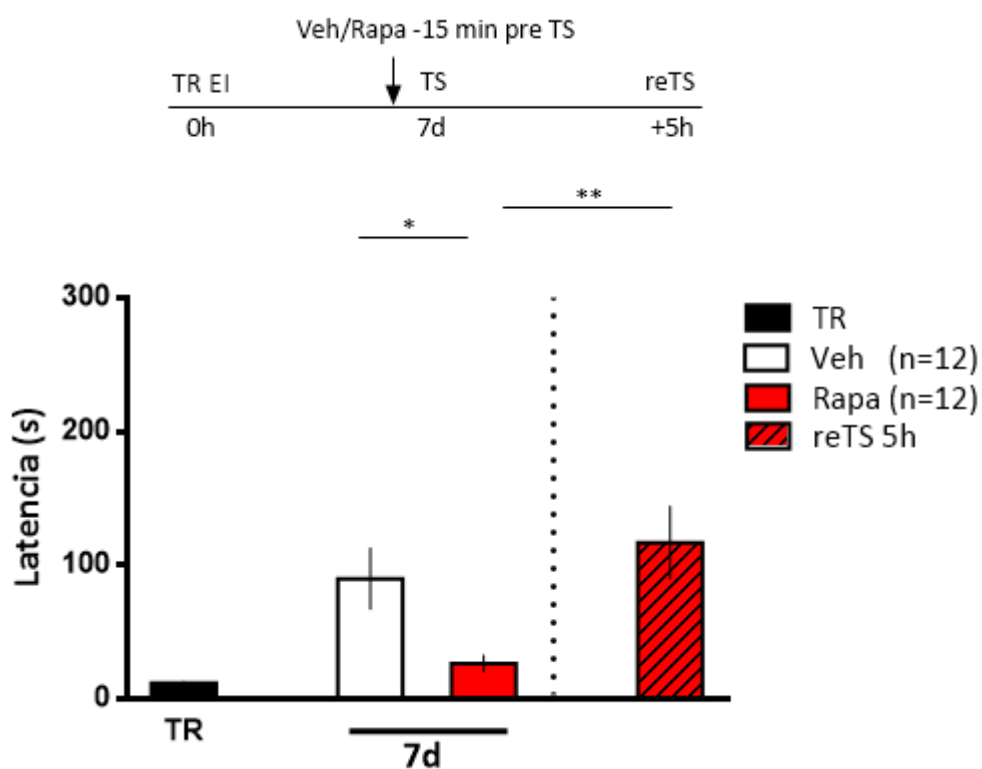 Veh/Rapa -15 min pre TS
TR EI TS reTS
0h 7d +5h
**
*
300
200
100
0
Latencia (s)
TR
7d
TR
Veh (n=12)
Rapa (n=12)
reTS 5h